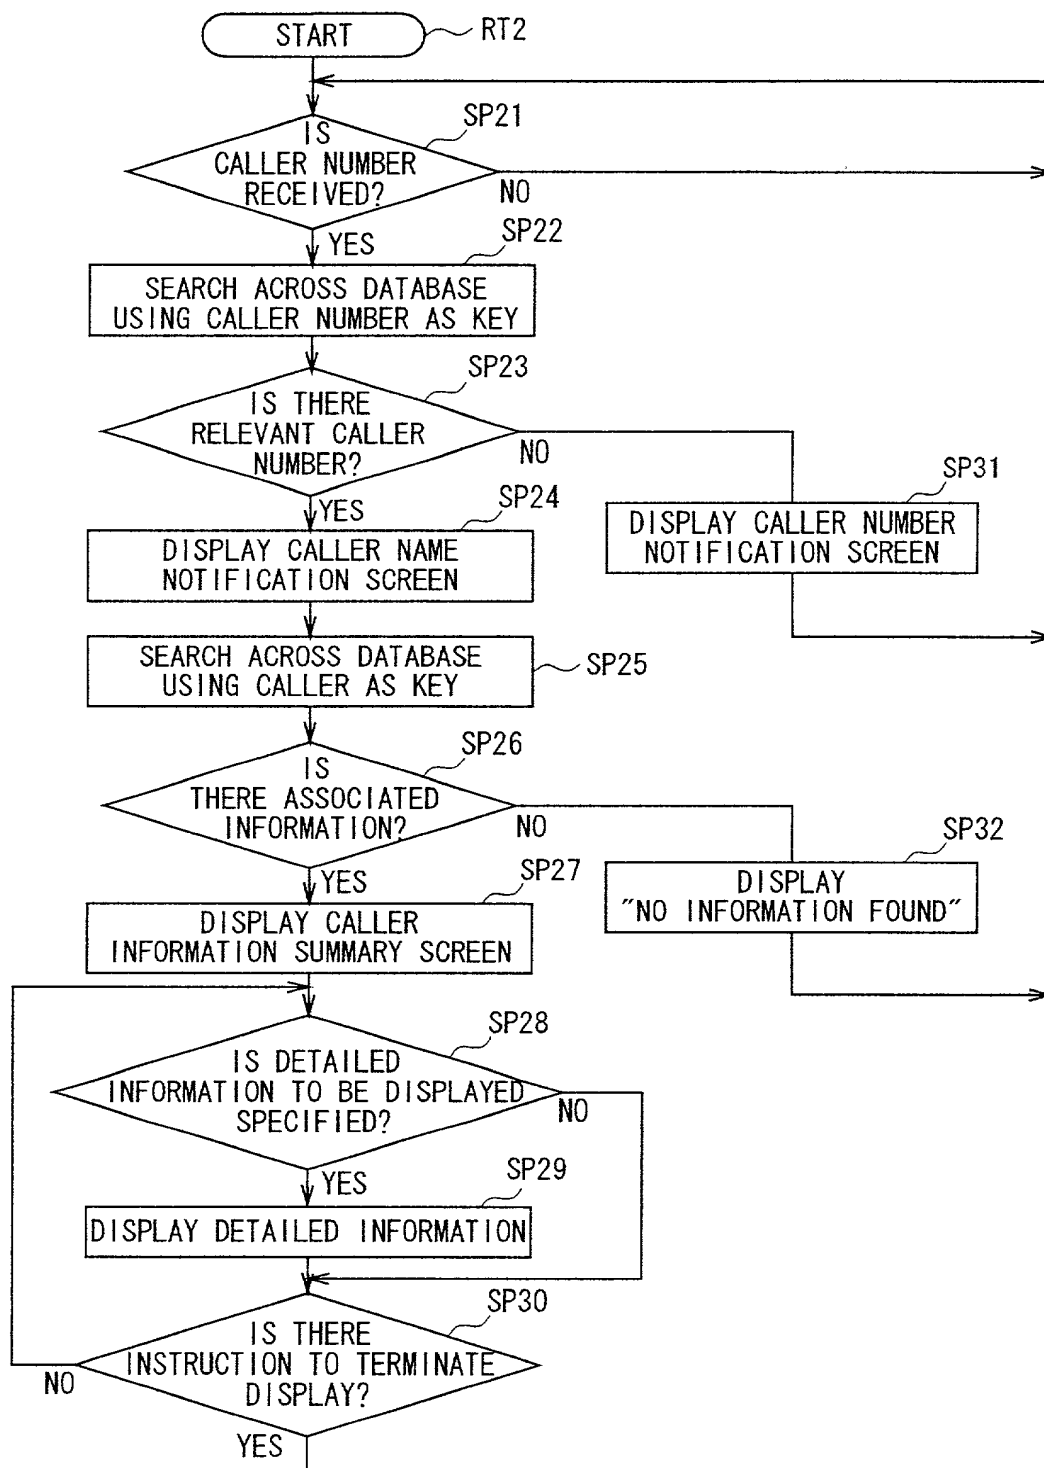 START
RT2
SP21
IS
CALLER NUMBER
RECEIVED?
NO
YES
SP22
SEARCH ACROSS DATABASE
USING CALLER NUMBER AS KEY
SP23
IS THERE
RELEVANT CALLER
NUMBER?
NO
YES
SP24
DISPLAY CALLER NAME
NOTIFICATION SCREEN
SP31
DISPLAY CALLER NUMBER
NOTIFICATION SCREEN
SEARCH ACROSS DATABASE
USING CALLER AS KEY
SP25
SP26
IS
THERE ASSOCIATED
INFORMATION?
NO
YES
SP27
DISPLAY CALLER
INFORMATION SUMMARY SCREEN
SP32
DISPLAY
"NO INFORMATION FOUND"
SP28
IS DETAILED
INFORMATION TO BE DISPLAYED
SPECIFIED?
NO
YES
SP29
DISPLAY DETAILED INFORMATION
SP30
IS THERE
INSTRUCTION TO TERMINATE
DISPLAY?
NO
YES